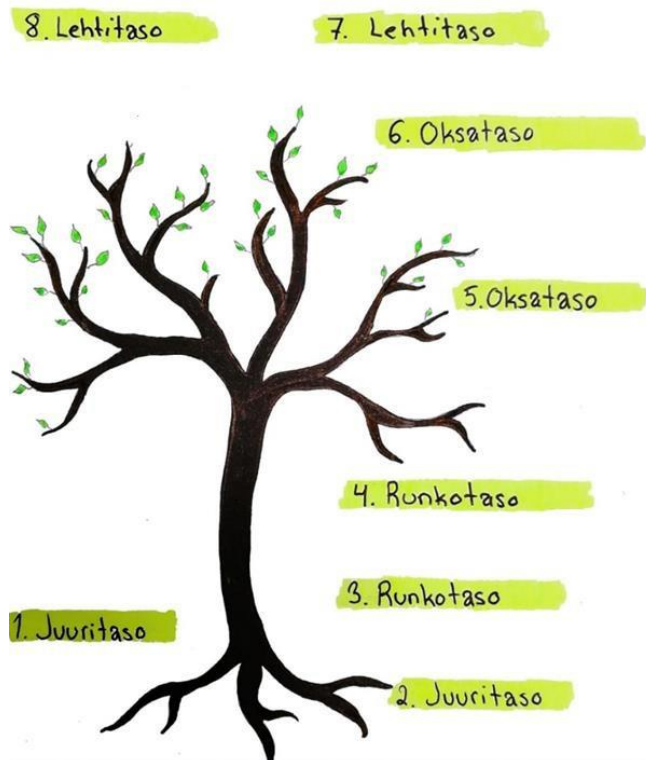 8. Lehtitaso
7. Lehtitaso
6. Oksataso
5. Oksataso
4. Runkotaso
3. Runkotaso
1. Juuritaso
2. Juuritaso